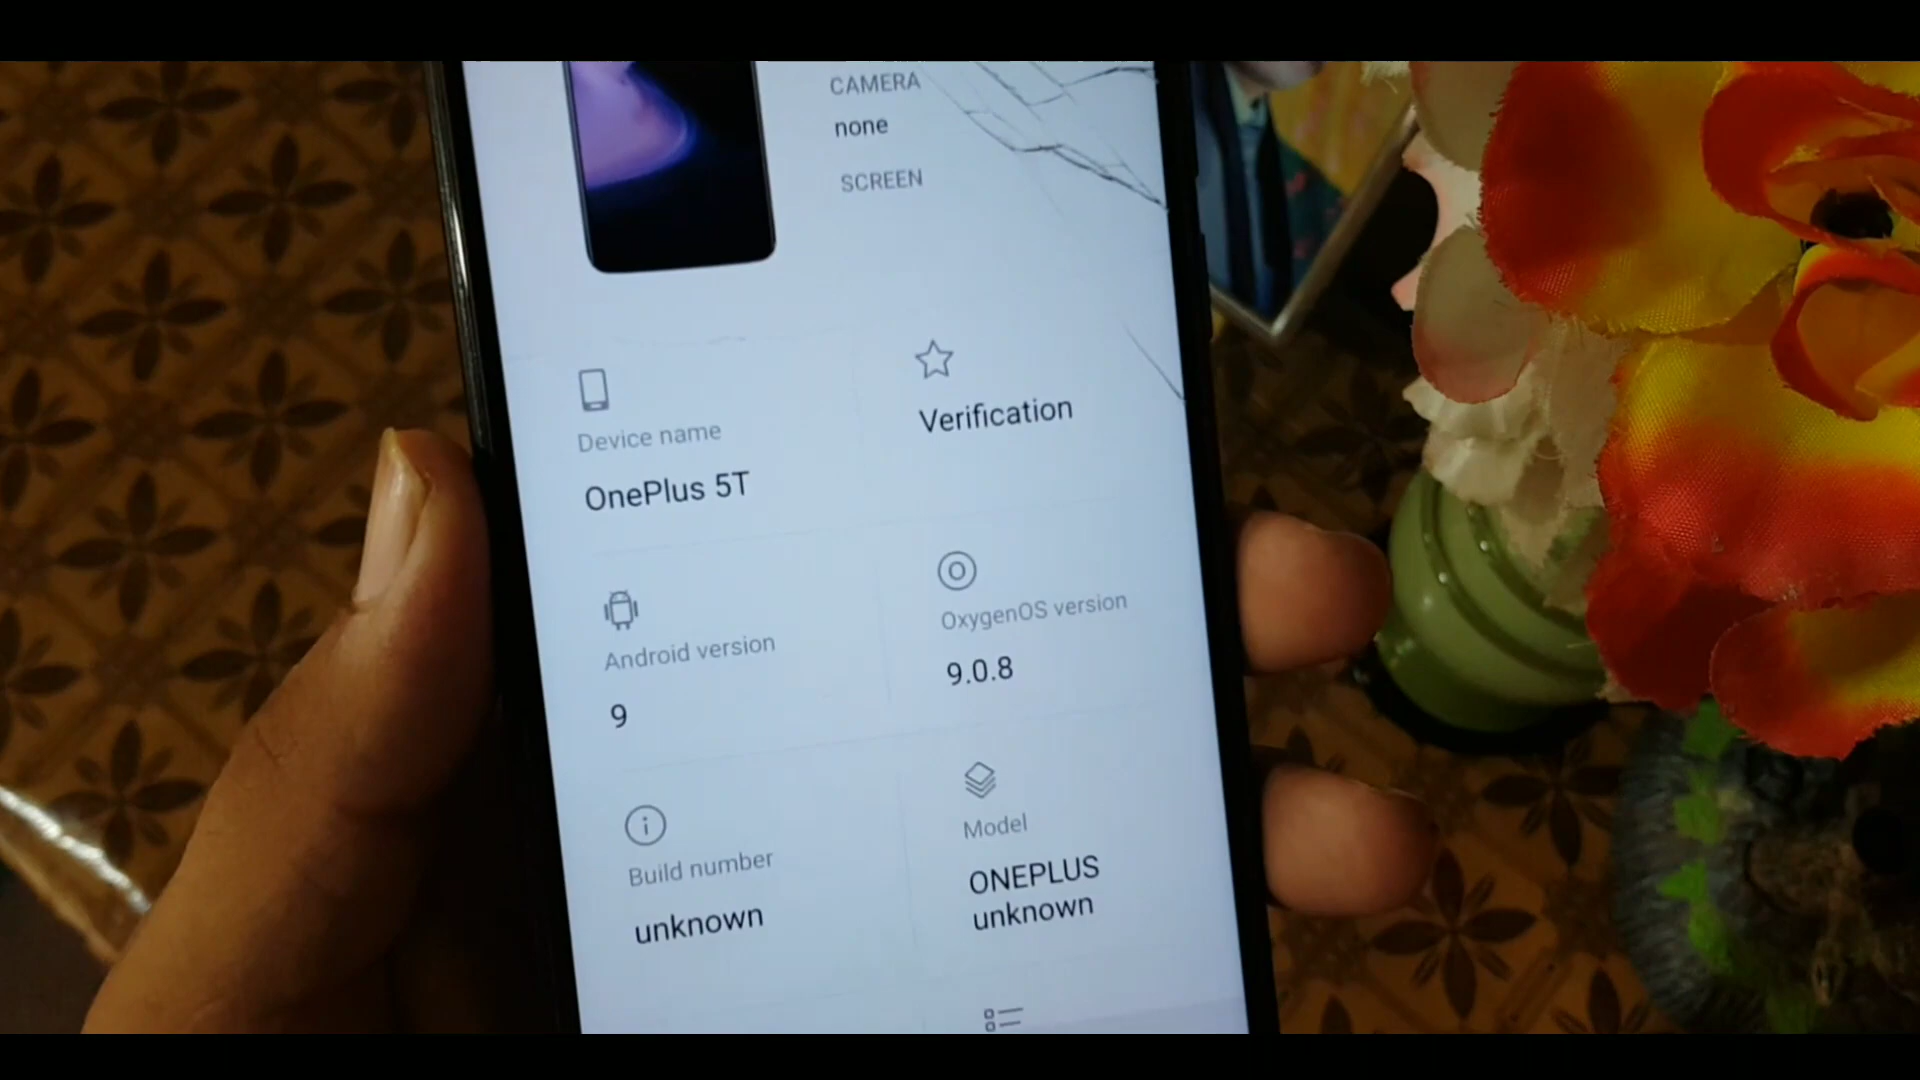 CAMERA
none
SCREEN
Device name
OnePlus 5T
Verification
Android version
9
OxygenOS version
9.0.8
Build number
unknown
Model
ONEPLUS
unknown